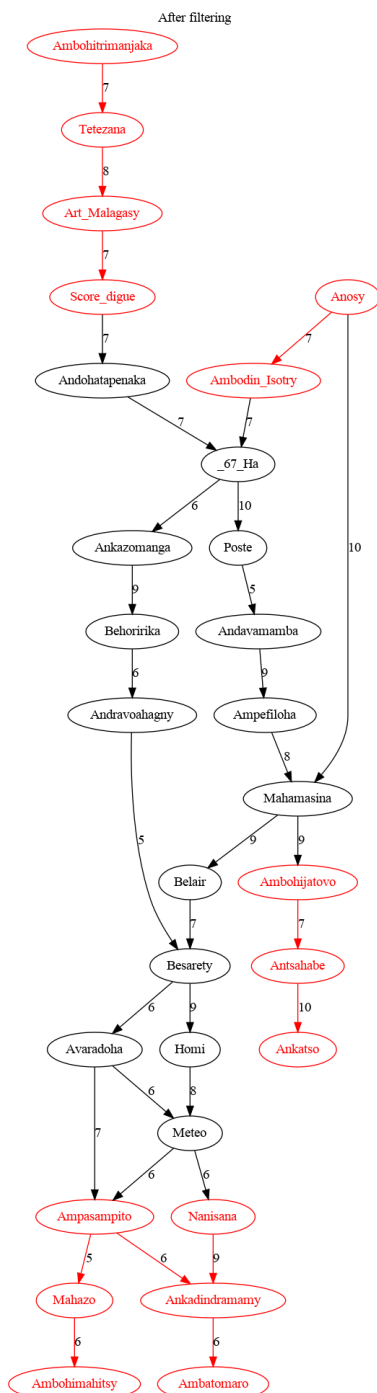 After filtering
Ambohitrimanjaka
7
Tetezana
8
Art_Malagasy
7
Score_digue
Anosy
7
7
Andohatapenaka
Ambodin_Isotry
7
7
_67_Ha
10
6
10
Ankazomanga
Poste
9
5
Behoririka
Andavamamba
6
9
Andravoahagny
Ampefiloha
8
Mahamasina
5
9
9
Belair
Ambohijatovo
7
7
Besarety
Antsahabe
6
9
10
Avaradoha
Homi
Ankatso
6
8
7
Meteo
6
6
Ampasampito
Nanisana
5
6
9
Mahazo
Ankadindramamy
6
6
Ambohimahitsy
Ambatomaro